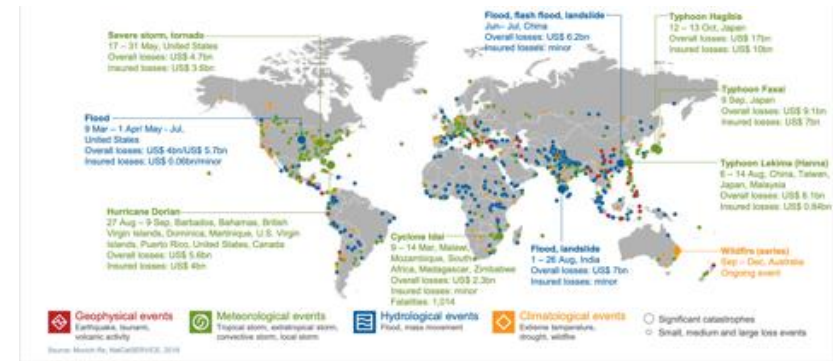 Severe storm, tornado
17 – 31 May, United States
Overall losses: US$ 4.7bn
Insured losses: US$ 3.6bn
Flood, flash flood, landslide
Jun– Jul, China
Overall losses: US$ 6.2bn
Insured losses: minor
Typhoon Hagibis
12 – 13 Oct, Japan
Overall losses: US$ 17bn
Insured losses: US$ 10bn
Typhoon Faxai
9 Sep, Japan
Overall losses: US$ 9.1bn
Insured losses: US$ 7bn
Flood
9 Mar – 1 Apr/ May - Jul,
United States
Overall losses: US$ 4bn/US$ 5.7bn
Insured losses: US$ 0.06bn/minor
Typhoon Lekima (Hanna)
6 – 14 Aug, China, Taiwan,
Japan, Malaysia
Overall losses: US$ 8.1bn
Insured losses: US$ 0.84bn
Hurricane Dorian
27 Aug – 9 Sep, Barbados, Bahamas, British
Virgin Islands, Dominica, Martinique, U.S. Virgin
Islands, Puerto Rico, United States, Canada
Overall losses: US$ 5.6bn
Insured losses: US$ 4bn
Cyclone Idai
9 – 14 Mar, Malawi,
Mozambique, South
Africa, Madagascar, Zimbabwe
Overall losses: US$ 2.3bn
Insured losses: minor
Fatalities: 1,014
Flood, landslide
1 – 26 Aug, India
Overall losses: US$ 7bn
Insured losses: minor
Wildfire (series)
Sep – Dec, Australia
Ongoing event
Geophysical events
Earthquake, tsunami,
volcanic activity
Meteorological events
Tropical storm, extratropical storm,
convective storm, local storm
Hydrological events
Flood, mass movement
Climatological events
Extreme temperature,
drought, wildfire
Significant catastrophes
Small, medium and large loss events
Source: Munich Re, NatCatSERVICE, 2019